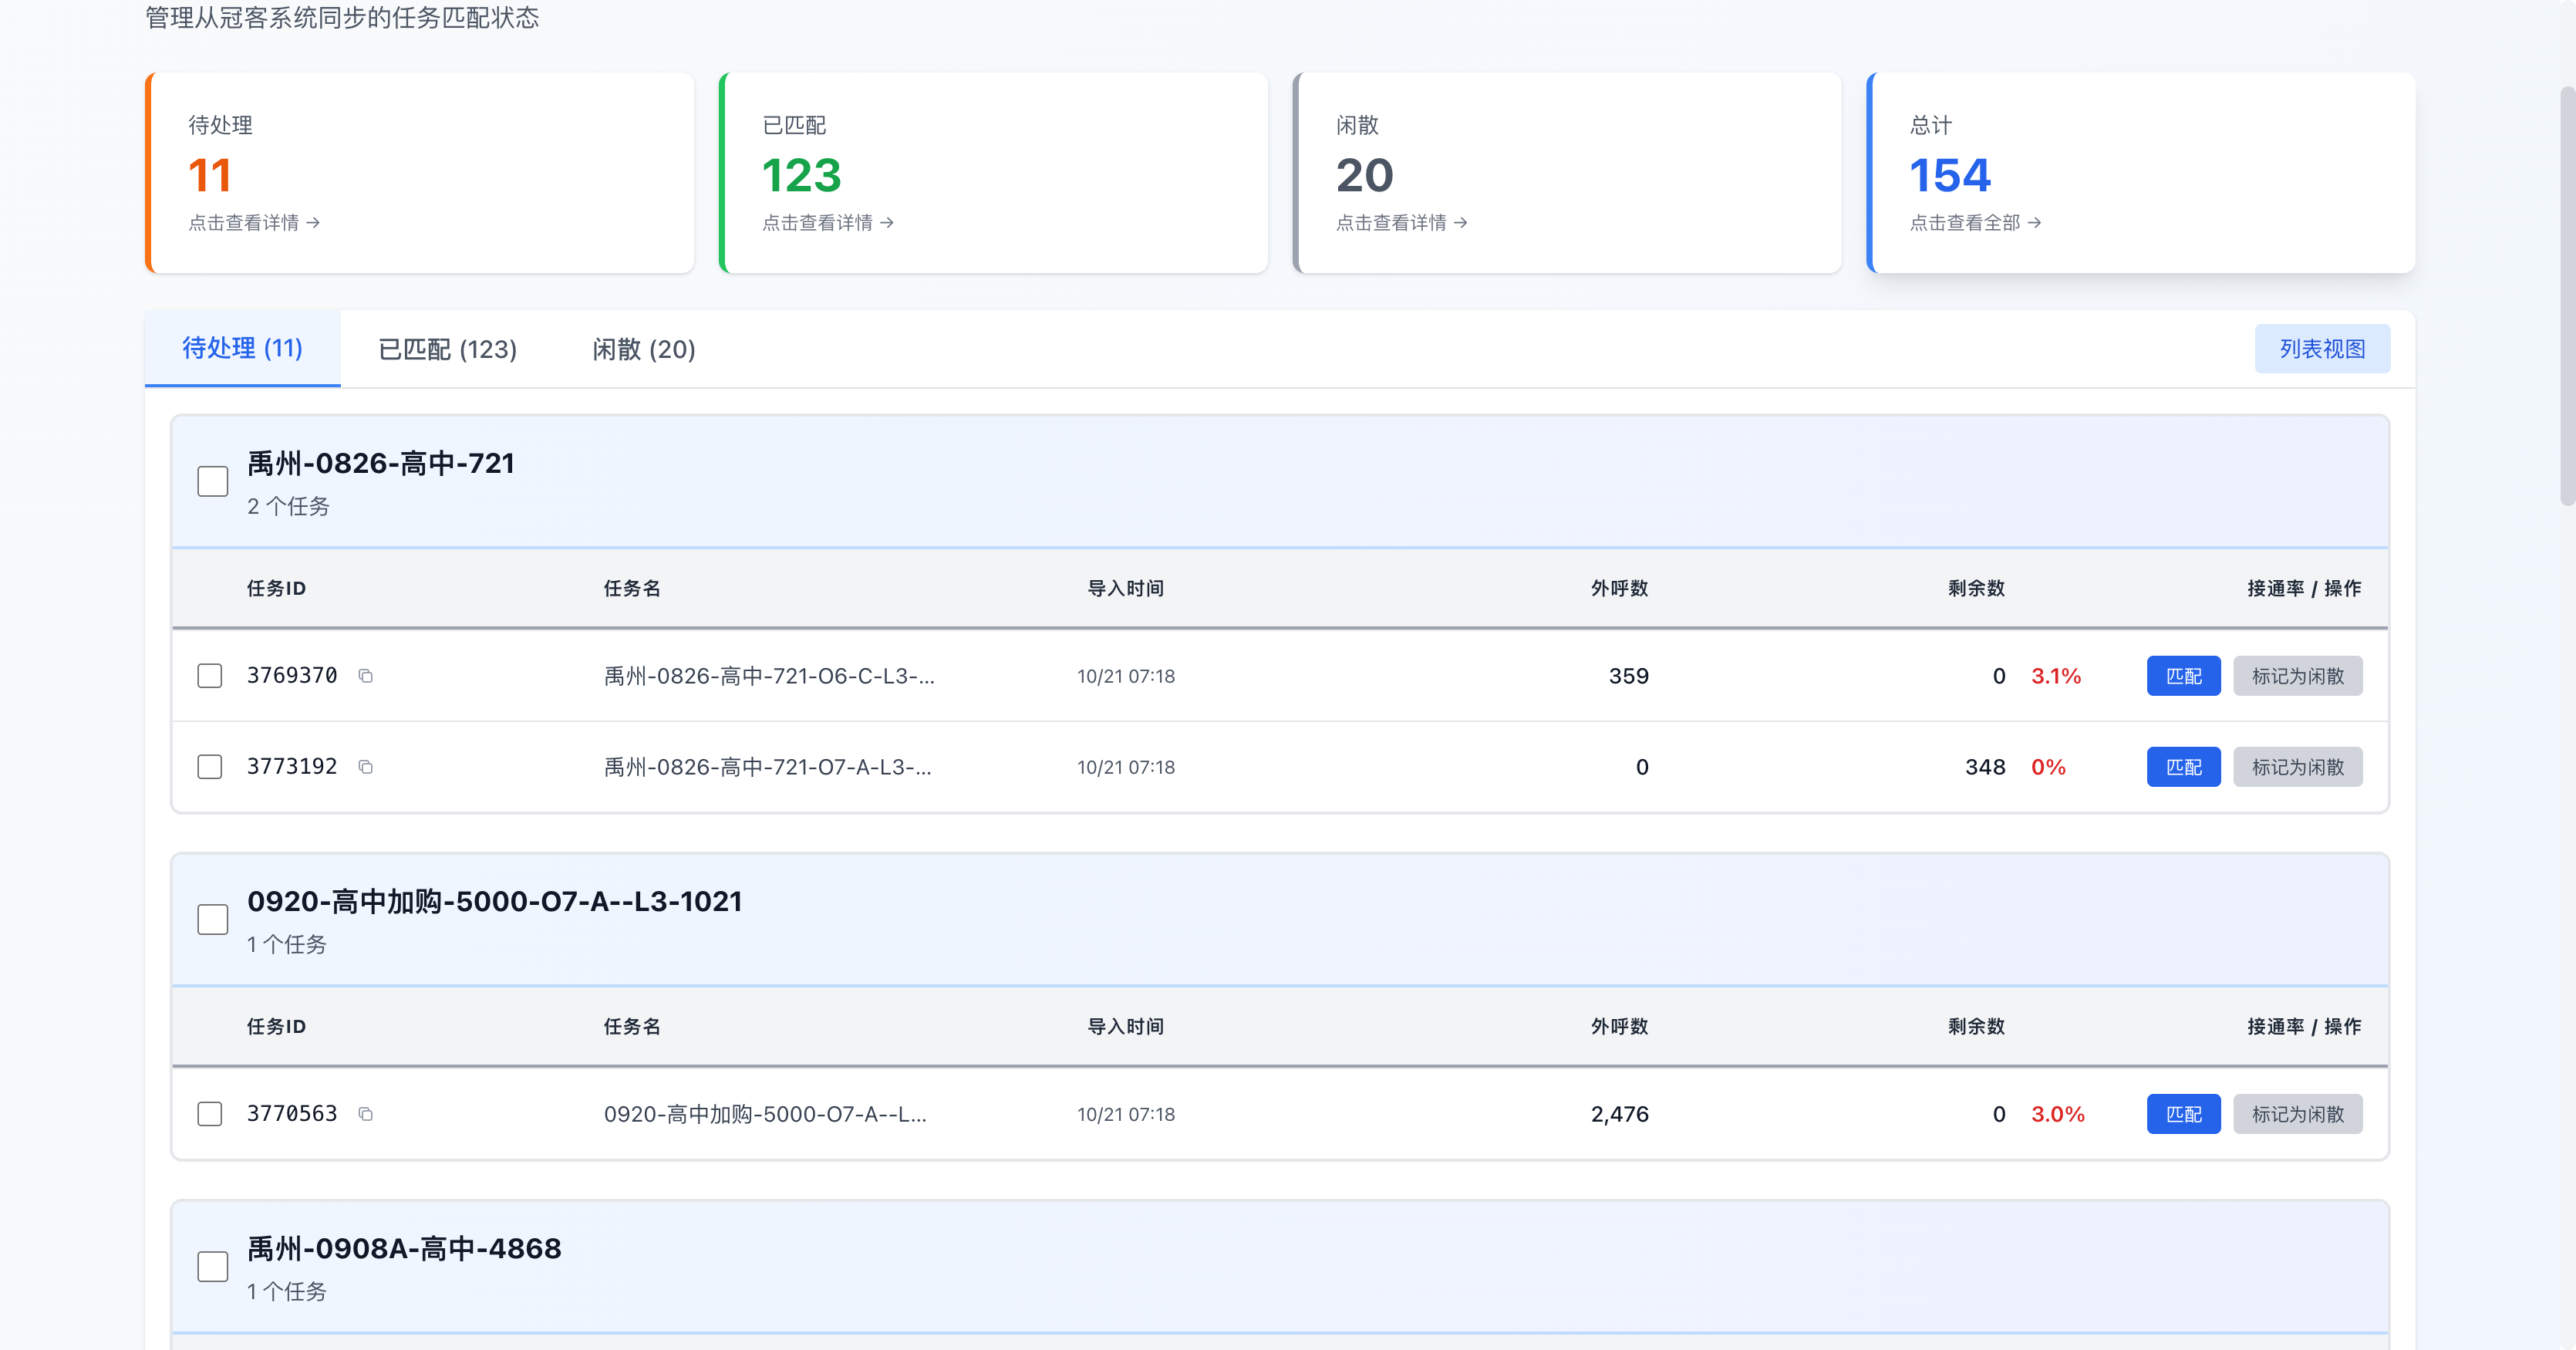 管理从冠客系统同步的任务匹配状态
待处理
11
点击查看详情 →
已匹配
123
点击查看详情 →
闲散
20
点击查看详情 →
总计
154
点击查看全部 →
待处理 (11) 已匹配 (123) 闲散 (20) 列表视图
禹州-0826-高中-721
2 个任务
任务ID 任务名 导入时间 外呼数 剩余数 接通率 / 操作
3769370 禹州-0826-高中-721-O6-C-L3-... 10/21 07:18 359 0 3.1% 匹配 标记为闲散
3773192 禹州-0826-高中-721-O7-A-L3-... 10/21 07:18 0 348 0% 匹配 标记为闲散
0920-高中加购-5000-O7-A--L3-1021
1 个任务
任务ID 任务名 导入时间 外呼数 剩余数 接通率 / 操作
3770563 0920-高中加购-5000-O7-A--L... 10/21 07:18 2,476 0 3.0% 匹配 标记为闲散
禹州-0908A-高中-4868
1 个任务